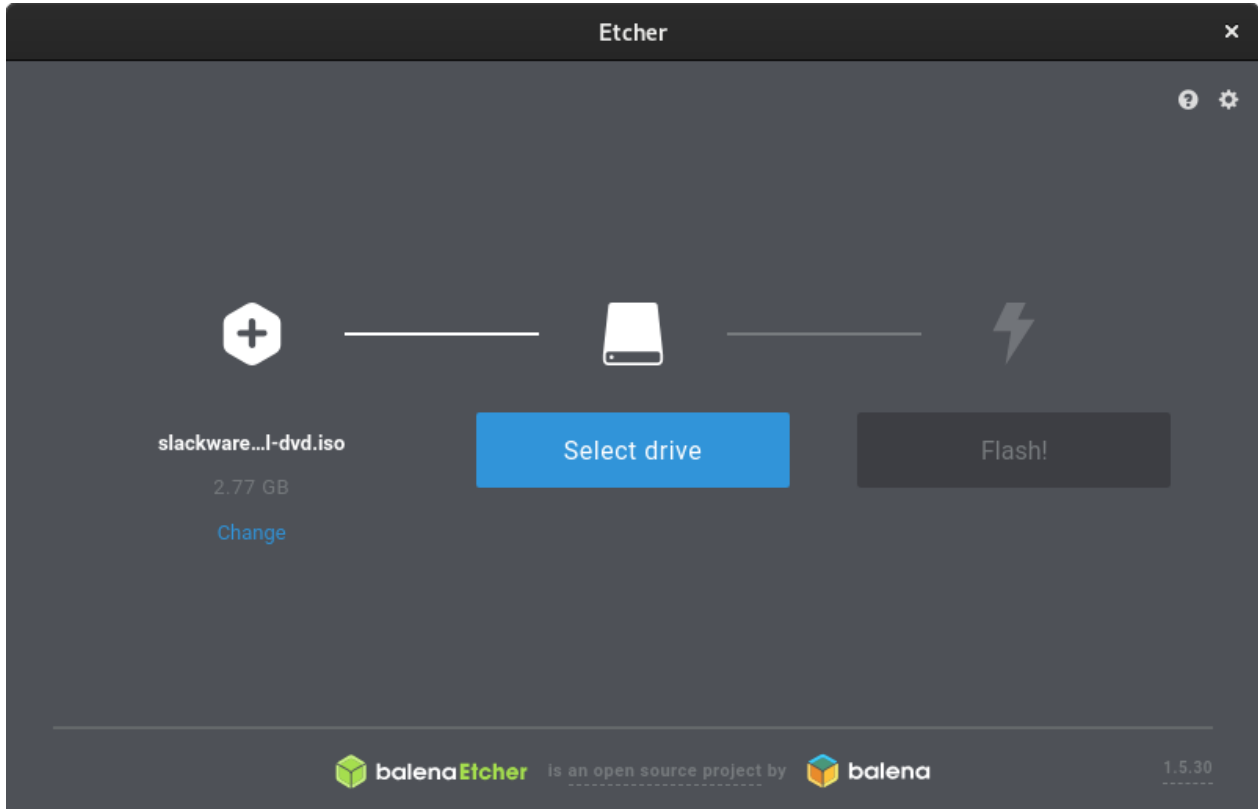 Etcher
slackware...l-dvd.iso
2.77 GB
Change
Select drive
Flash!
balenaEtcher is an open source project by balena
1.5.30